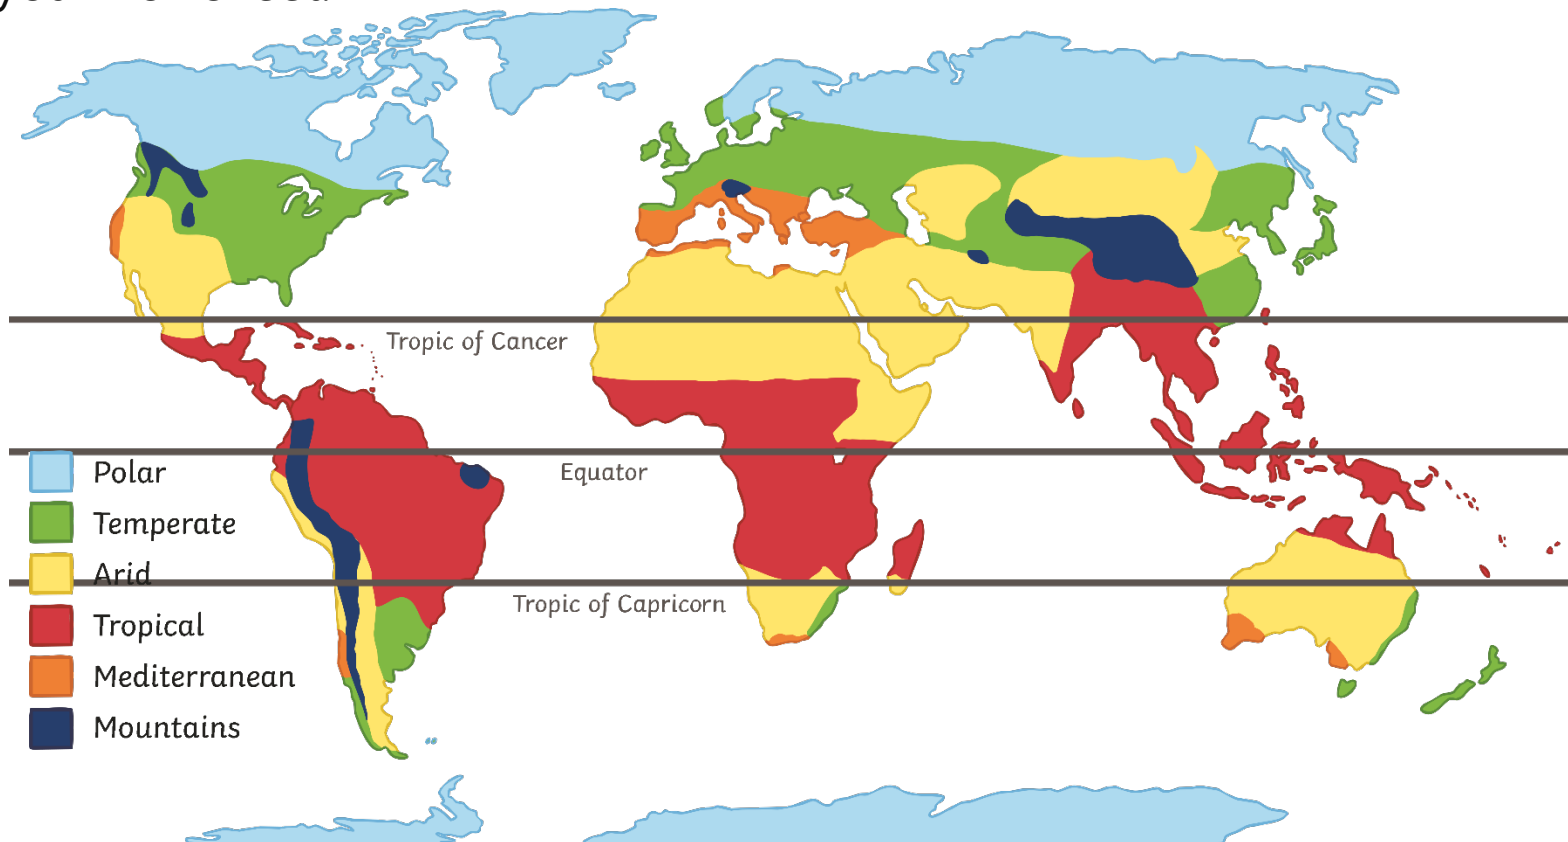 Tropic of Cancer
Equator
Polar
Temperate
Arid
Tropic of Capricorn
Tropical
Mediterranean
Mountains